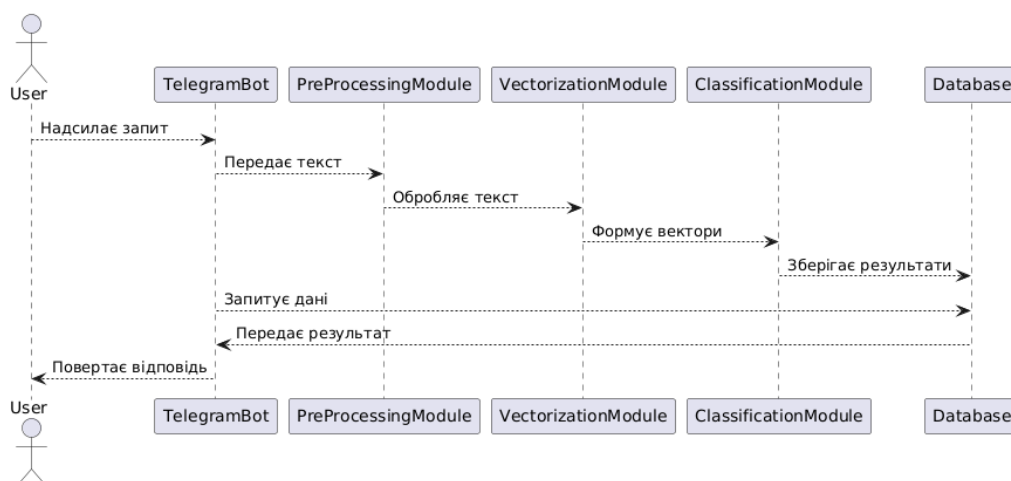 User
TelegramBot
PreProcessingModule
VectorizationModule
ClassificationModule
Database
Надсилає запит
Передає текст
Обробляє текст
Формує вектори
Зберігає результати
Запитує дані
Передає результат
Повертає відповідь
User
TelegramBot
PreProcessingModule
VectorizationModule
ClassificationModule
Database